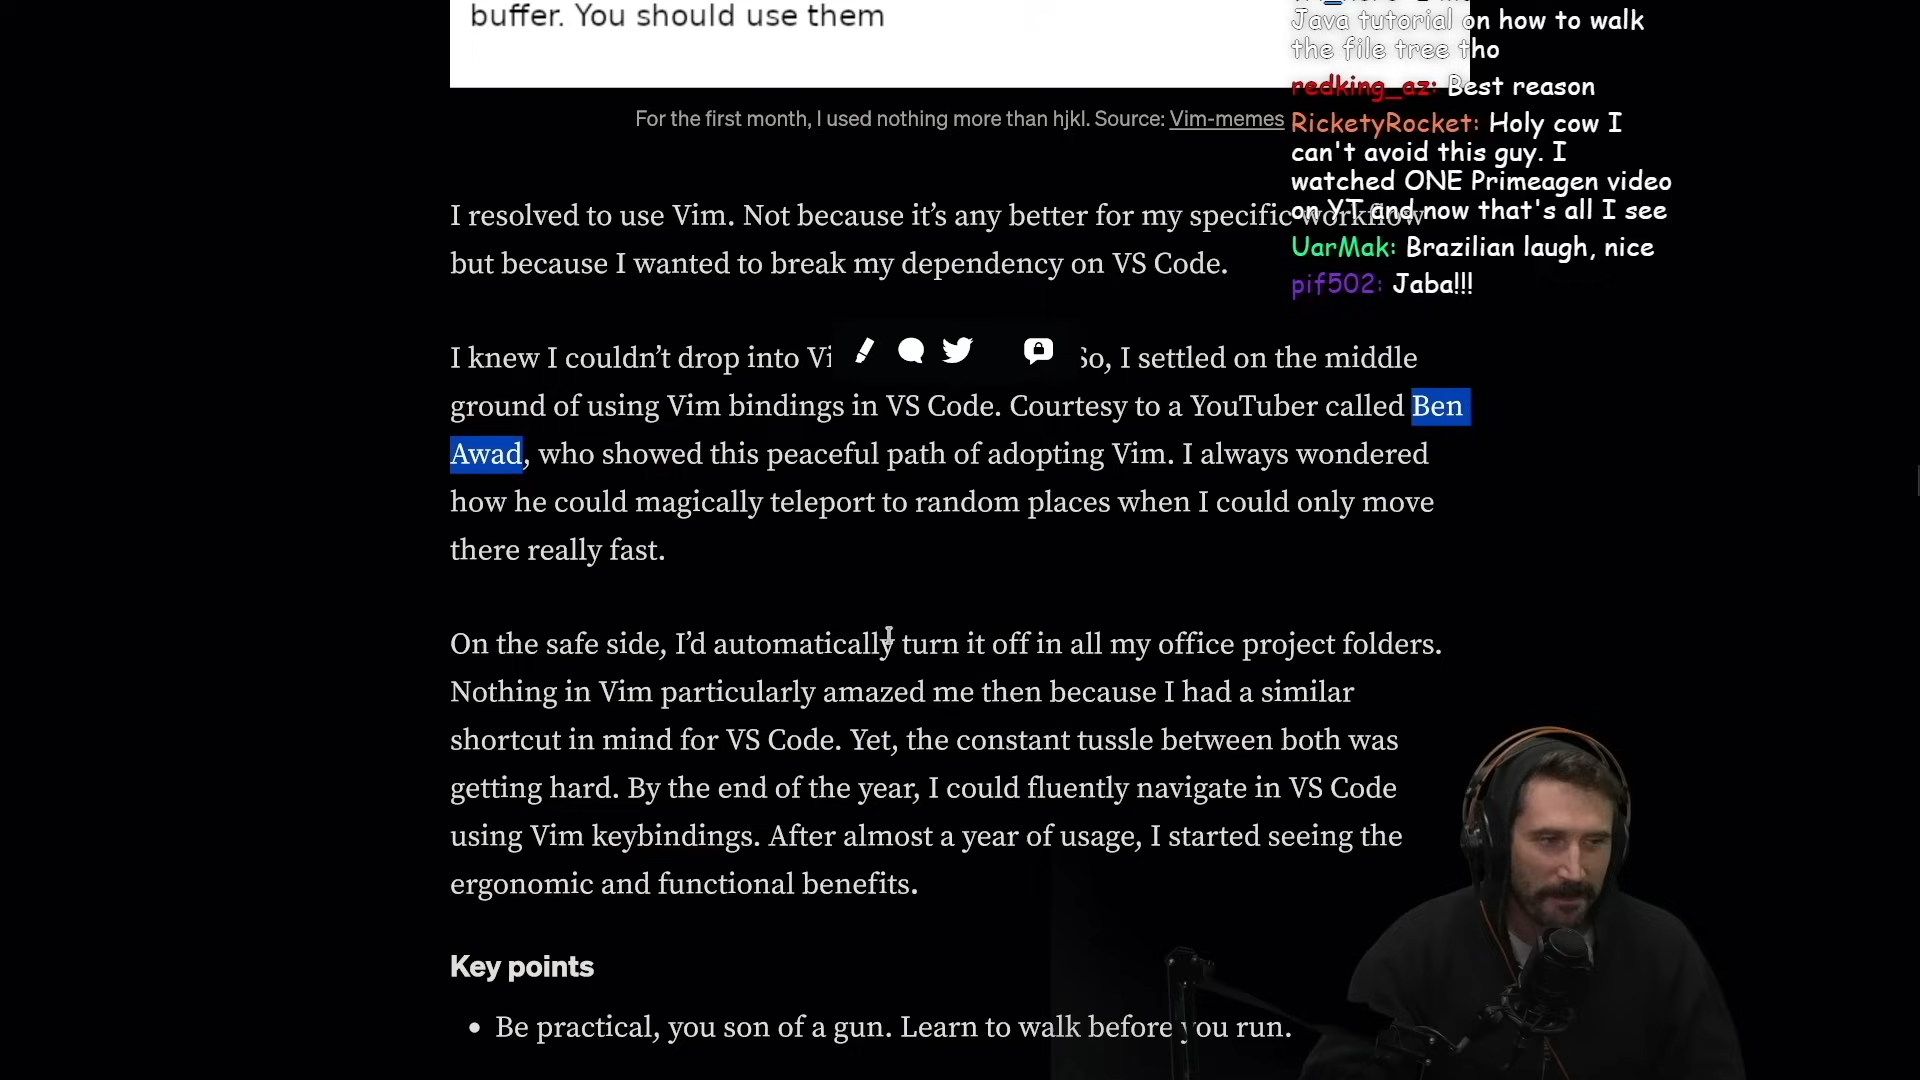 buffer. You should use them
For the first month, I used nothing more than hjkl. Source: Vim-memes
I resolved to use Vim. Not because it’s any better for my specific workflow
but because I wanted to break my dependency on VS Code.
I knew I couldn’t drop into Vi
So, I settled on the middle
ground of using Vim bindings in VS Code. Courtesy to a YouTuber called Ben
Awad, who showed this peaceful path of adopting Vim. I always wondered
how he could magically teleport to random places when I could only move
there really fast.
On the safe side, I’d automatically turn it off in all my office project folders.
Nothing in Vim particularly amazed me then because I had a similar
shortcut in mind for VS Code. Yet, the constant tussle between both was
getting hard. By the end of the year, I could fluently navigate in VS Code
using Vim keybindings. After almost a year of usage, I started seeing the
ergonomic and functional benefits.
Key points
• Be practical, you son of a gun. Learn to walk before you run.
Java tutorial on how to walk
the file tree tho
redking_az: Best reason
RicketyRocket: Holy cow I
can't avoid this guy. I
watched ONE Primeagen video
on YT and now that's all I see
UarMak: Brazilian laugh, nice
pif502: Jaba!!!